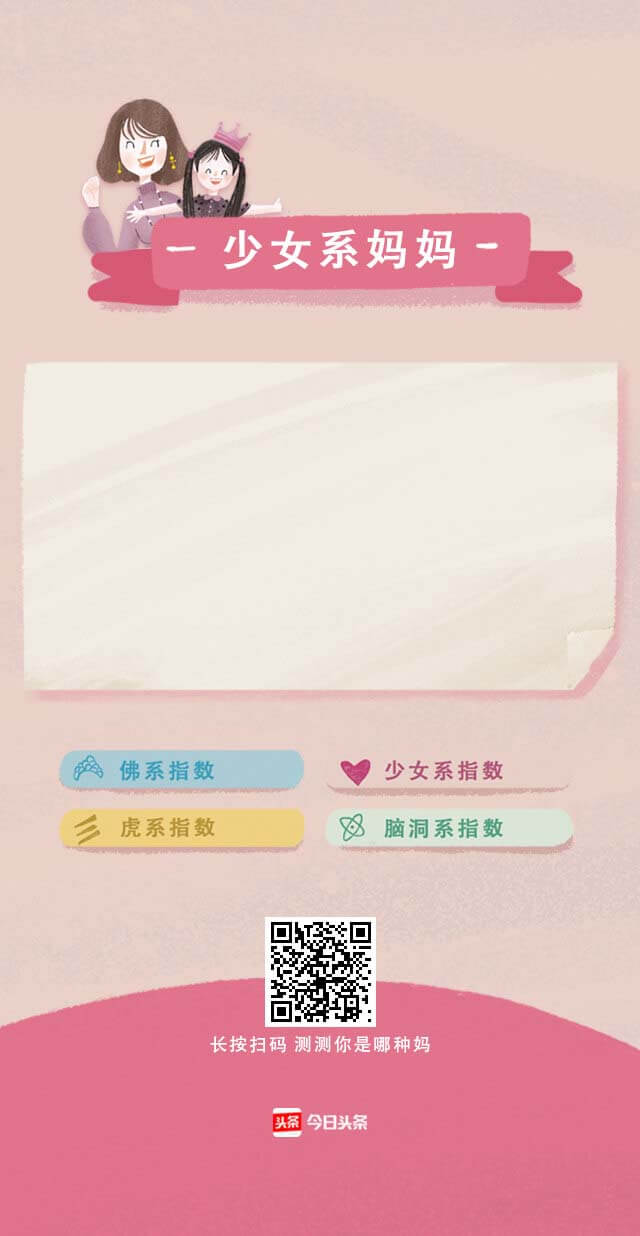 — 少女系妈妈 —
佛系指数 少女系指数
虎系指数 脑洞系指数
长按扫码 测测你是哪种妈
头条 今日头条